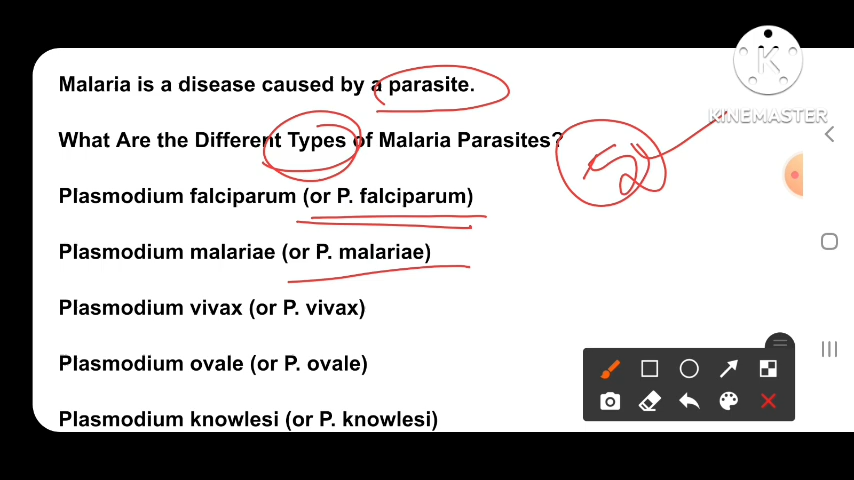 Malaria is a disease caused by a parasite.
KINEMASTER
What Are the Different Types of Malaria Parasites?
Plasmodium falciparum (or P. falciparum)
Plasmodium malariae (or P. malariae)
Plasmodium vivax (or P. vivax)
Plasmodium ovale (or P. ovale)
Plasmodium knowlesi (or P. knowlesi)